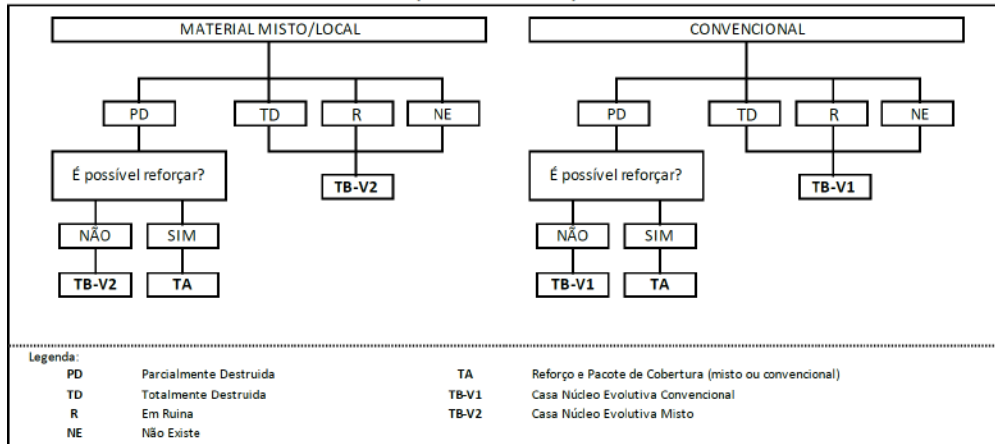 MATERIAL MISTO/LOCAL
CONVENCIONAL
PD
TD
R
NE
PD
TD
R
NE
É possível reforçar?
TB-V2
É possível reforçar?
TB-V1
NÃO
SIM
NÃO
SIM
TB-V2
TA
TB-V1
TA
Legenda:
PD Parcialmente Destruida TA Reforço e Pacote de Cobertura (misto ou convencional)
TD Totalmente Destruida TB-V1 Casa Núcleo Evolutiva Convencional
R Em Ruina TB-V2 Casa Núcleo Evolutiva Misto
NE Não Existe